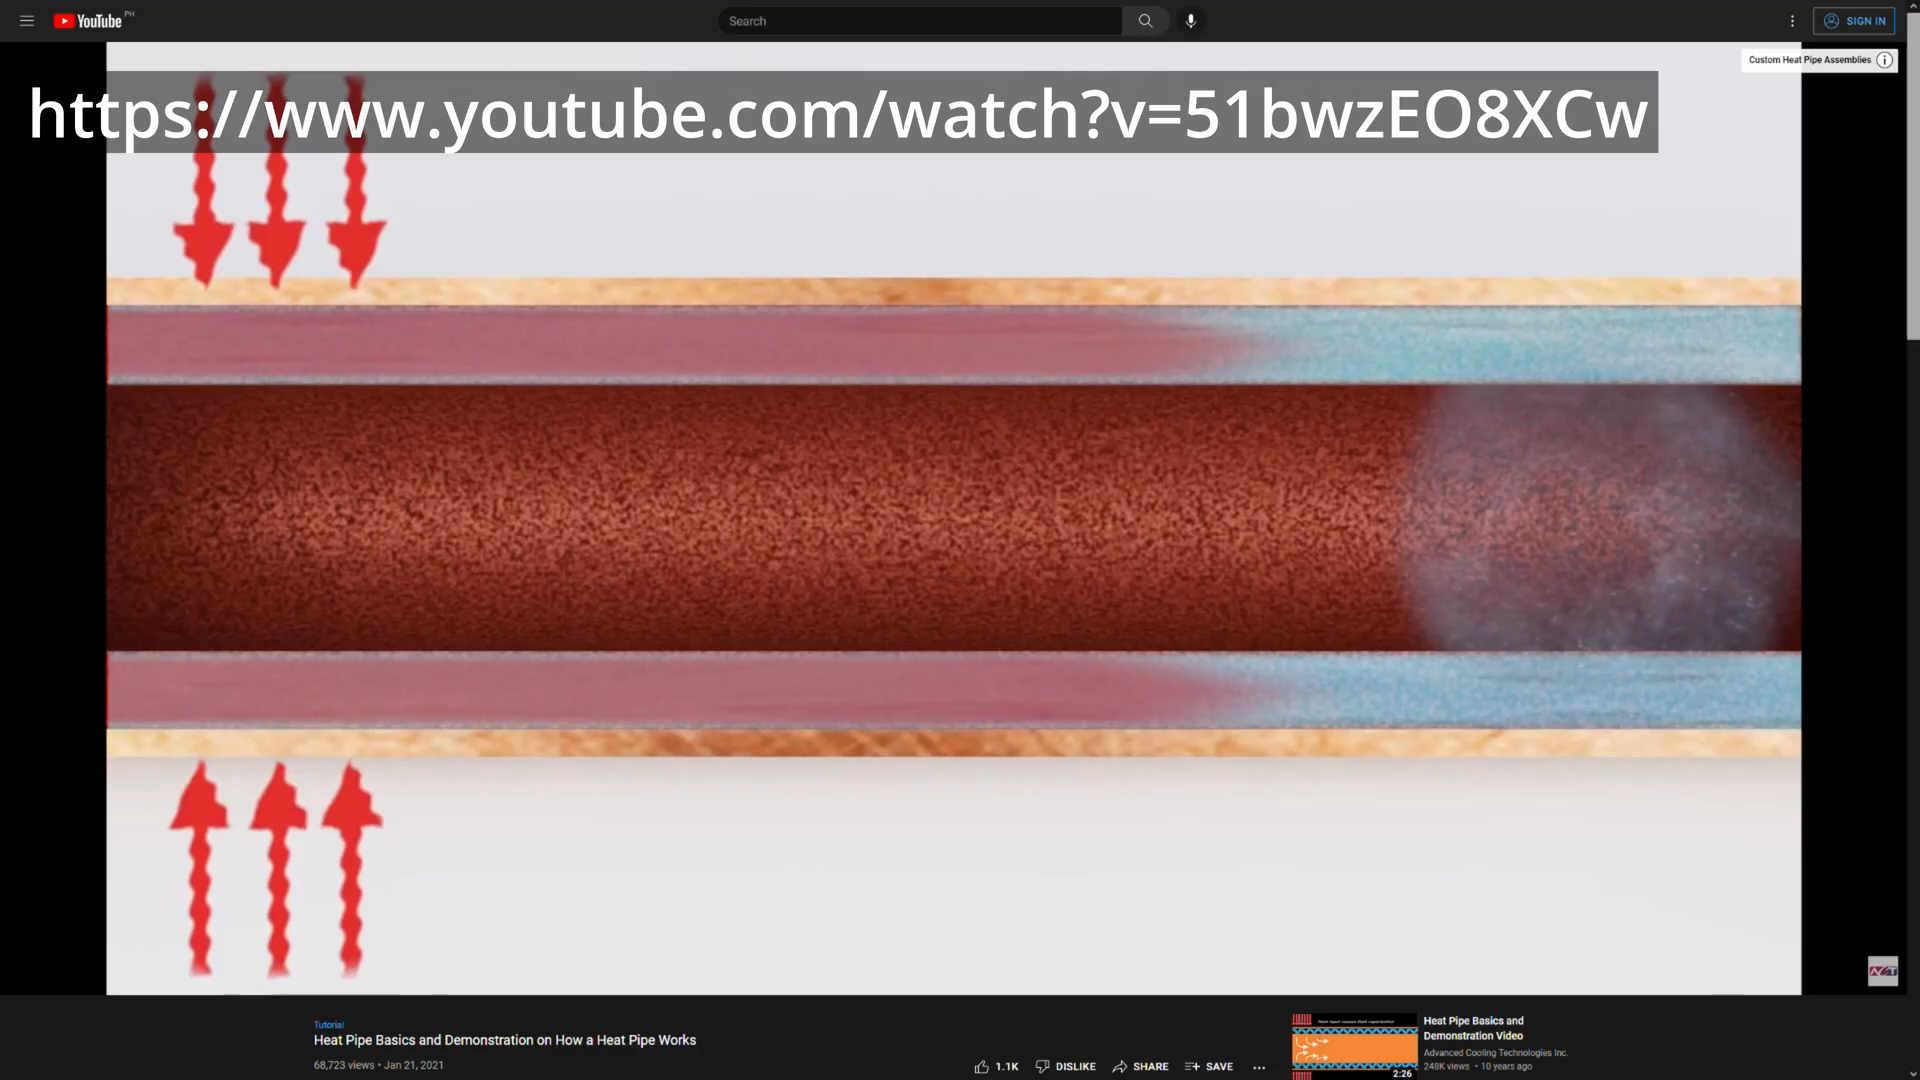 YouTube PH
Search
SIGN IN
Custom Heat Pipe Assemblies
https://www.youtube.com/watch?v=51bwzEO8XCw
Tutorial
Heat Pipe Basics and Demonstration on How a Heat Pipe Works
68,723 views • Jan 21, 2021
1.1K
DISLIKE
SHARE
SAVE
Heat Pipe Basics and
Demonstration Video
Advanced Cooling Technologies Inc.
248K views • 10 years ago
2:26